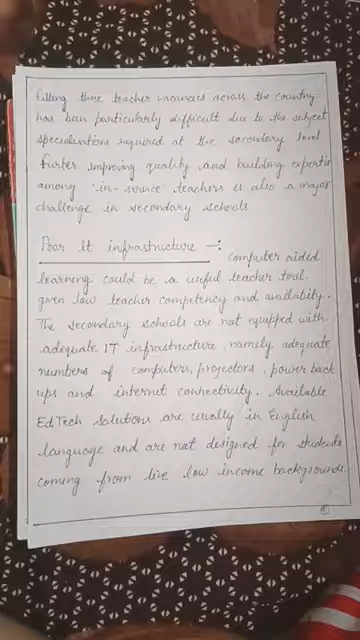 Filling these teacher vacancies across the country
has been particularly difficult due to the subject
specialisations required at the secondary level
furter improving quality and building expertise
among 'in-source' teachers is also a major
challenge in secondary schools
Poor It infrastructure -:
Computer aided
learning could be a useful teacher tool.
given low teacher competency and availability.
The secondary schools are not equipped with
adequate IT infrastructure, namely adequate
numbers of computers, projectors, power back
ups and internet connectivity. Available
EdTech solutions are usually in English
language and are not designed for students
coming from low income backgrounds.